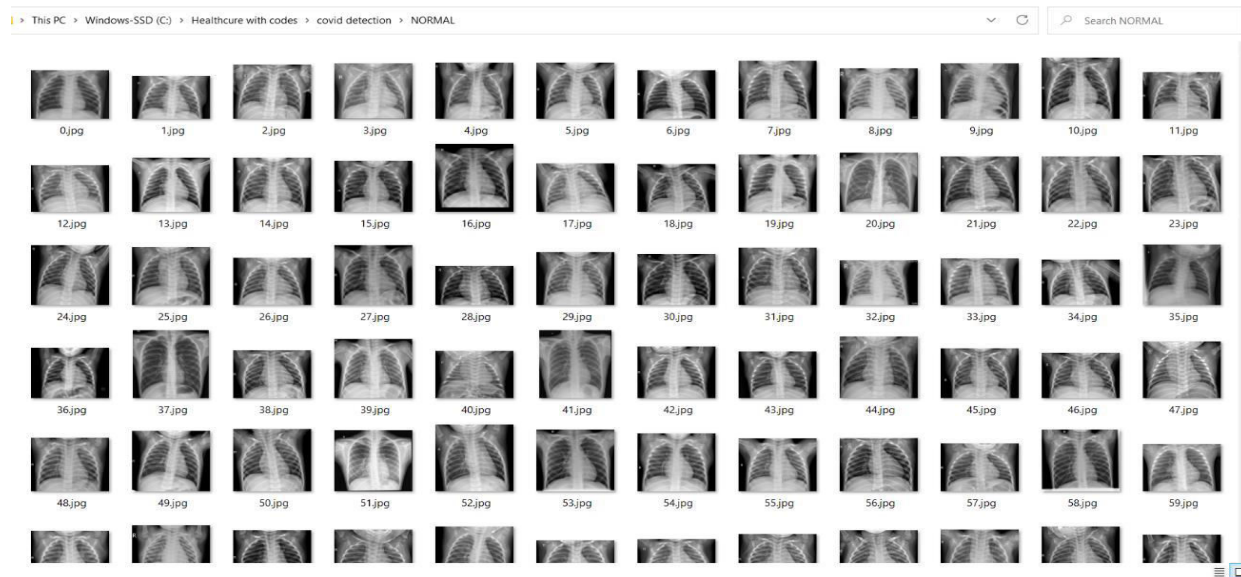 This PC > Windows-SSD (C:) > Healthcure with codes > covid detection > NORMAL
Search NORMAL
0.jpg 1.jpg 2.jpg 3.jpg 4.jpg 5.jpg 6.jpg 7.jpg 8.jpg 9.jpg 10.jpg 11.jpg
12.jpg 13.jpg 14.jpg 15.jpg 16.jpg 17.jpg 18.jpg 19.jpg 20.jpg 21.jpg 22.jpg 23.jpg
24.jpg 25.jpg 26.jpg 27.jpg 28.jpg 29.jpg 30.jpg 31.jpg 32.jpg 33.jpg 34.jpg 35.jpg
36.jpg 37.jpg 38.jpg 39.jpg 40.jpg 41.jpg 42.jpg 43.jpg 44.jpg 45.jpg 46.jpg 47.jpg
48.jpg 49.jpg 50.jpg 51.jpg 52.jpg 53.jpg 54.jpg 55.jpg 56.jpg 57.jpg 58.jpg 59.jpg